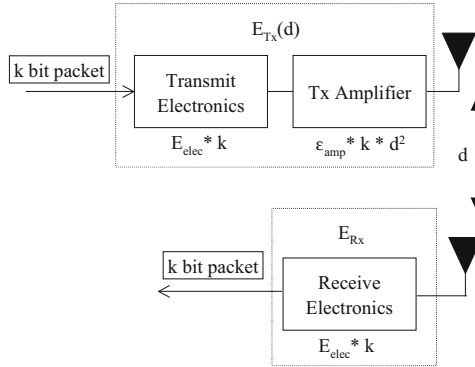 E_Tx(d)
k bit packet
Transmit
Electronics
Tx Amplifier
E_elec* k
ε_amp* k * d²
d
E_Rx
k bit packet
Receive
Electronics
E_elec* k